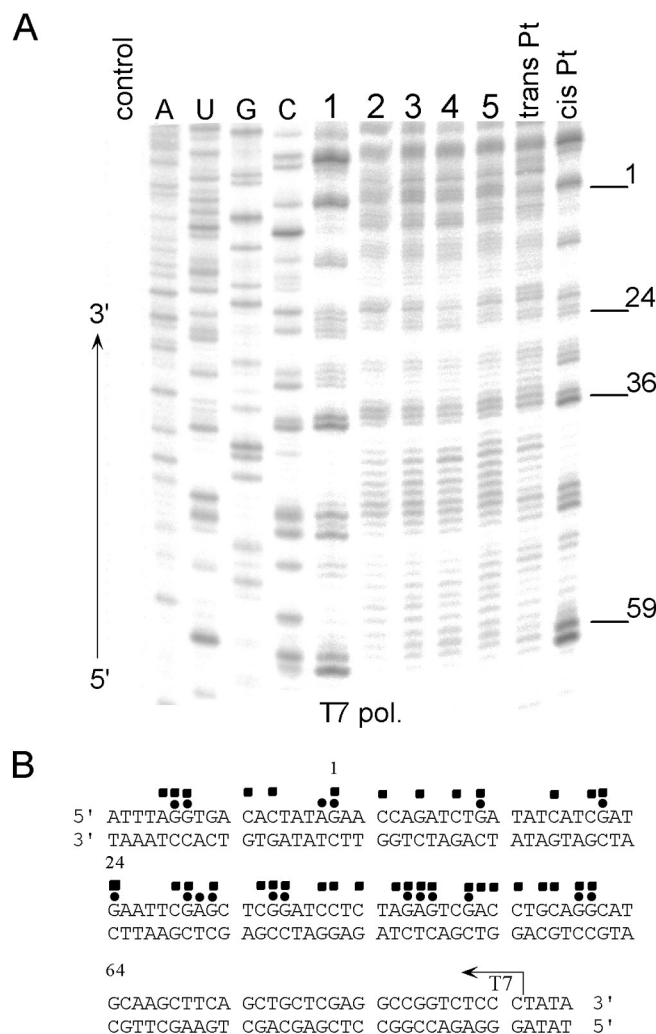 A
control A U G C 1 2 3 4 5 trans Pt cis Pt
1
24
3'
36
59
5'
T7 pol.
B
1
5' ATTTAGGTGA CACTATAGAA CCAGATCTGA TATCATCGAT
3' TAAATCCACT GTGATATCTT GGTCTAGACT ATAGTAGCTA
24
GAATTCGAGC TCGGATCCTC TAGAGTCGAC CTGCAGGCAT
CTTAAGCTCG AGCCTAGGAG ATCTCAGCTG GACGTCCGTA
64
T7
GCAAGCTTCA GCTGCTCGAG GCCGGTCTCC CTATA 3'
CGTTCGAAGT CGACGAGCTC CGGCCAGAGG GATAT 5'